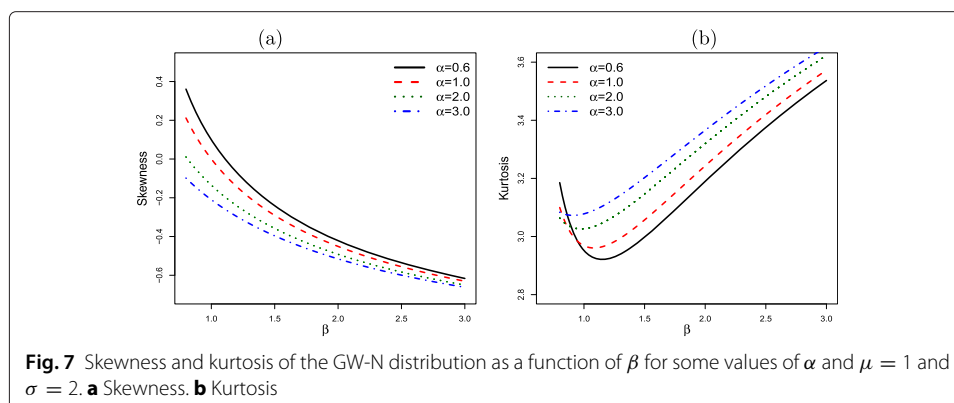 (a)
α=0.6
α=1.0
α=2.0
α=3.0
Skewness
0.4
0.2
0.0
-0.2
-0.4
-0.6
1.0 1.5 2.0 2.5 3.0
β
(b)
α=0.6
α=1.0
α=2.0
α=3.0
Kurtosis
3.6
3.4
3.2
3.0
2.8
1.0 1.5 2.0 2.5 3.0
β
Fig. 7 Skewness and kurtosis of the GW-N distribution as a function of β for some values of α and μ = 1 and
σ = 2. a Skewness. b Kurtosis